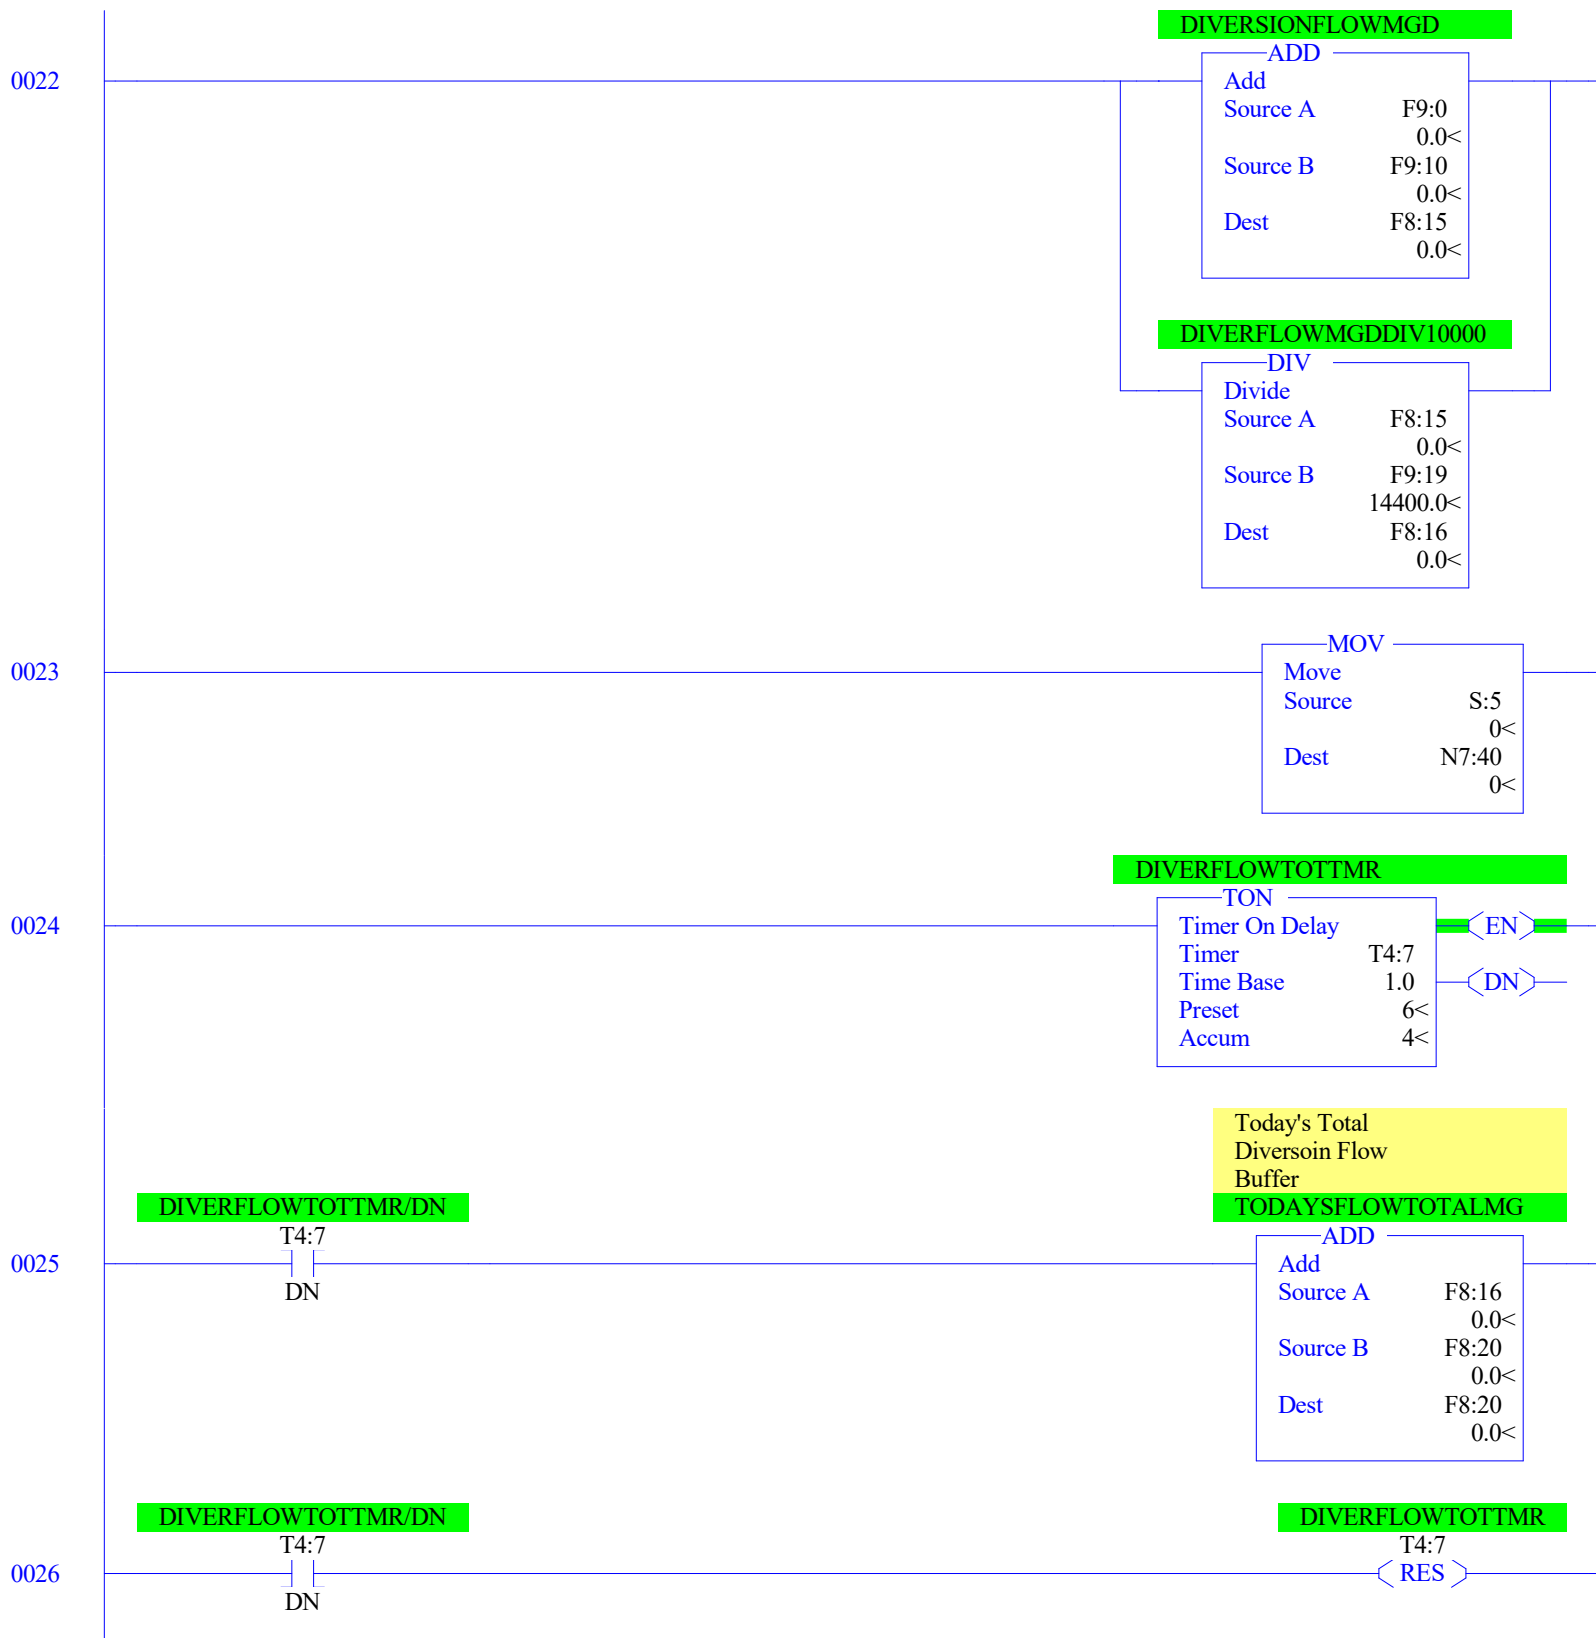 DIVERSIONFLOWMGD
ADD
0022
Add
Source A F9:0
0.0<
Source B F9:10
0.0<
Dest F8:15
0.0<
DIVERFLOWMGDDIV10000
DIV
Divide
Source A F8:15
0.0<
Source B F9:19
14400.0<
Dest F8:16
0.0<
MOV
0023
Move
Source S:5
0<
Dest N7:40
0<
DIVERFLOWTOTTMR
TON
0024
Timer On Delay EN
Timer T4:7
Time Base 1.0 DN
Preset 6<
Accum 4<
Today's Total
Diversoin Flow
Buffer
DIVERFLOWTOTTMR/DN TODAYSFLOWTOTALMG
T4:7 ADD
0025
Add
DN
Source A F8:16
0.0<
Source B F8:20
0.0<
Dest F8:20
0.0<
DIVERFLOWTOTTMR/DN DIVERFLOWTOTTMR
T4:7 T4:7
0026 RES
DN